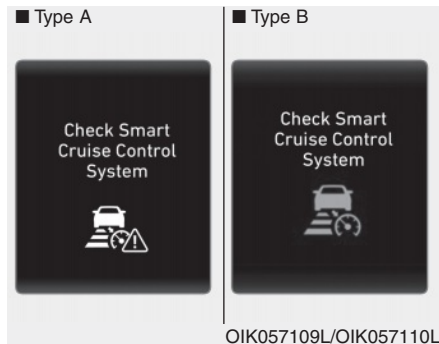 ■ Type A
■ Type B
Check Smart
Cruise Control
System
Check Smart
Cruise Control
System
OIK057109L/OIK057110L